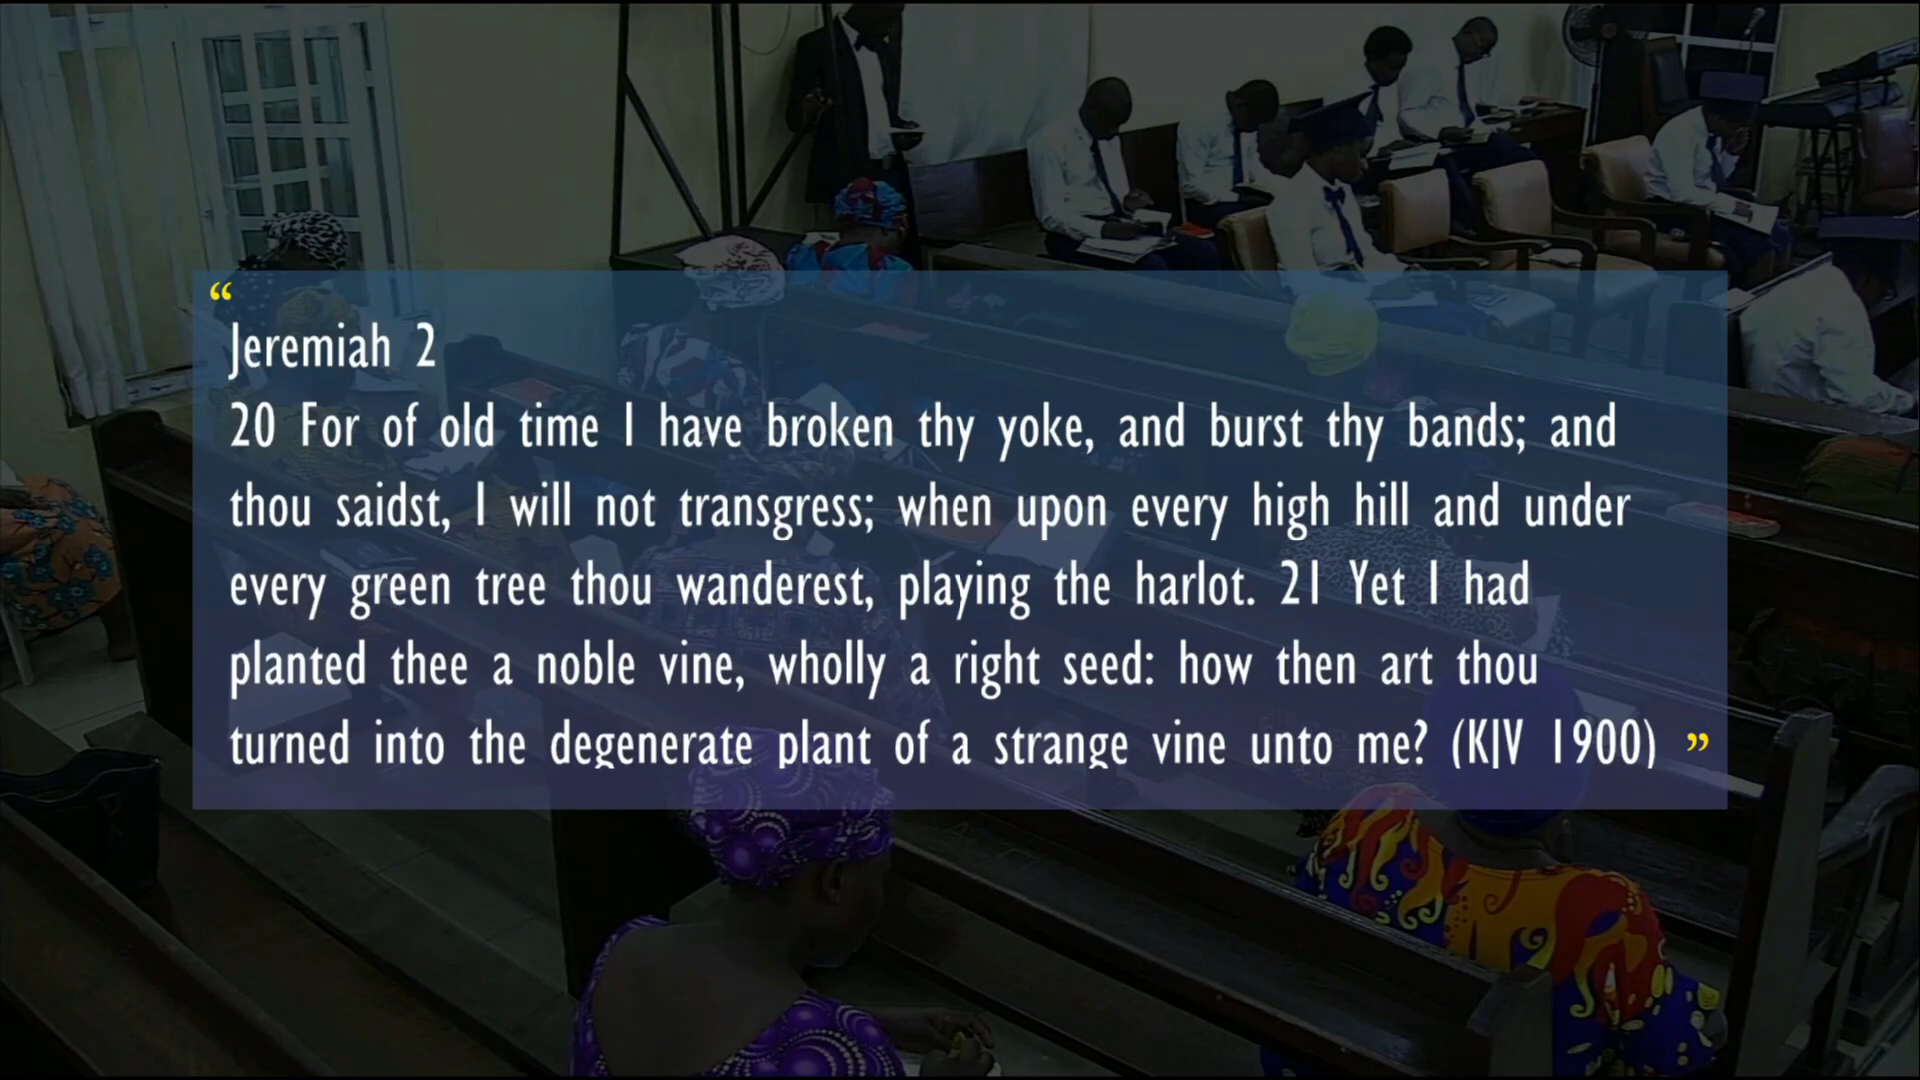 “
Jeremiah 2
20 For of old time I have broken thy yoke, and burst thy bands; and
thou saidst, I will not transgress; when upon every high hill and under
every green tree thou wanderest, playing the harlot. 21 Yet I had
planted thee a noble vine, wholly a right seed: how then art thou
turned into the degenerate plant of a strange vine unto me? (KJV 1900) ”